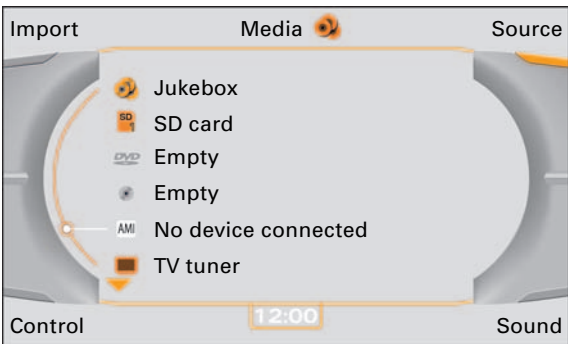 Import Media Source
Jukebox
SD 1 SD card
DVD Empty
Empty
AMI No device connected
TV tuner
12:00
Control Sound